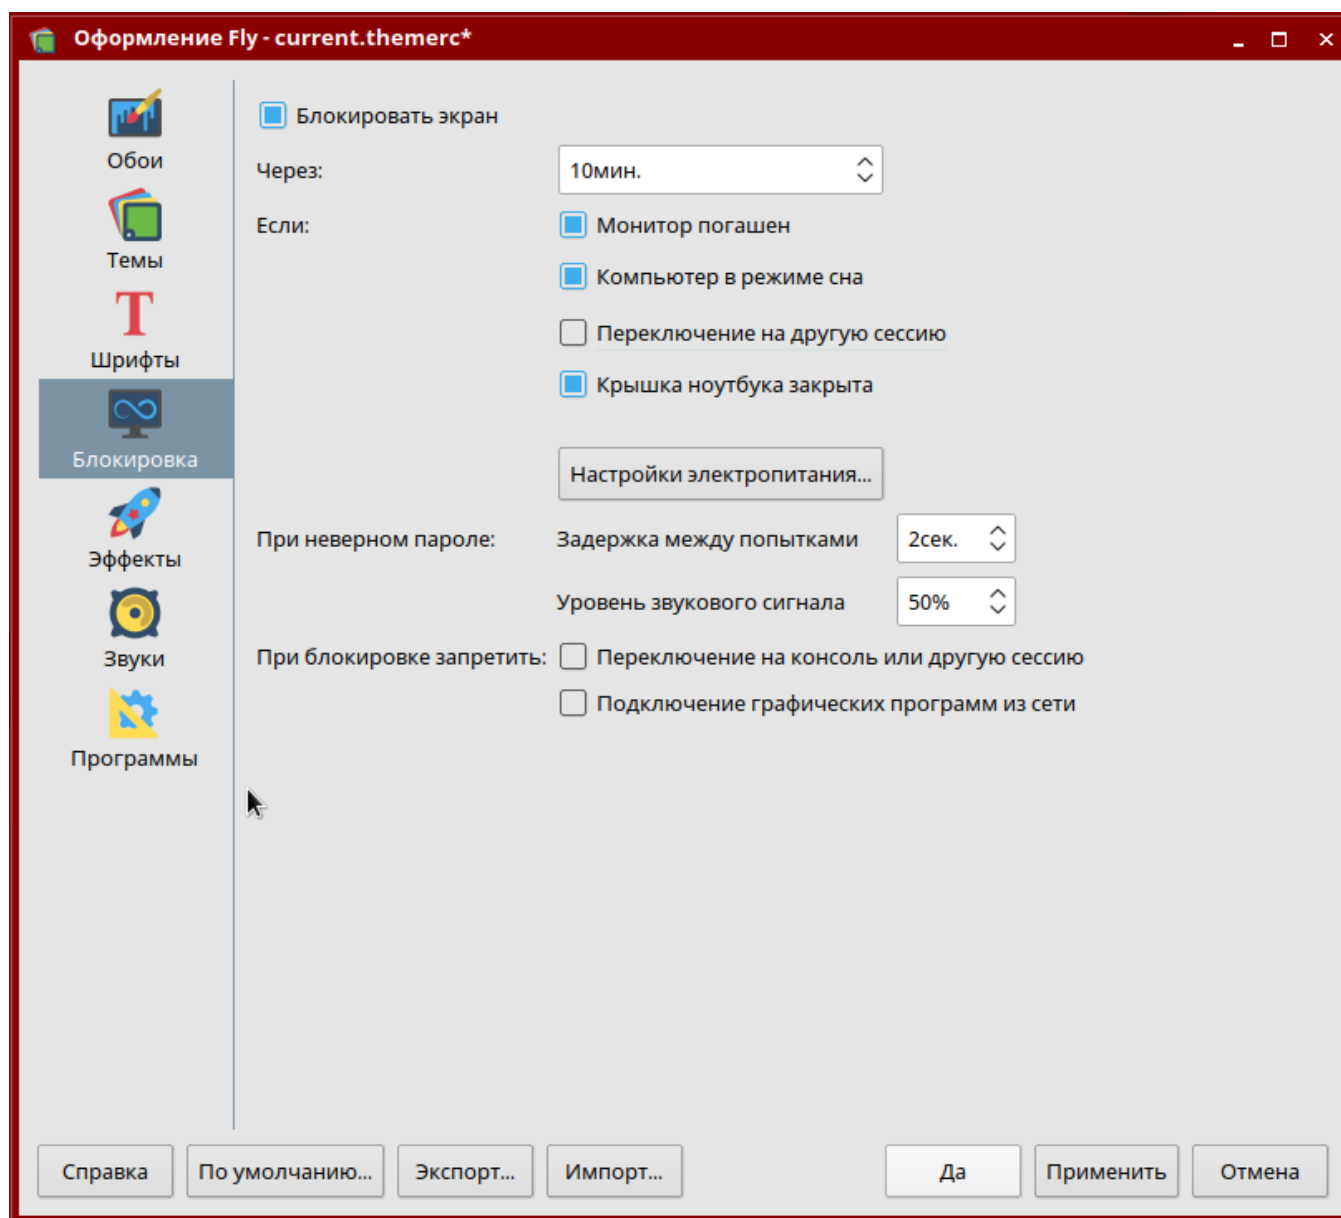 Оформление Fly - current.themerc*
Обои
Темы
Шрифты
Блокировка
Эффекты
Звуки
Программы
Блокировать экран
Через: 10мин.
Если: Монитор погашен
Компьютер в режиме сна
Переключение на другую сессию
Крышка ноутбука закрыта
Настройки электропитания...
При неверном пароле: Задержка между попытками 2сек.
Уровень звукового сигнала 50%
При блокировке запретить: Переключение на консоль или другую сессию
Подключение графических программ из сети
Справка По умолчанию... Экспорт... Импорт... Да Применить Отмена